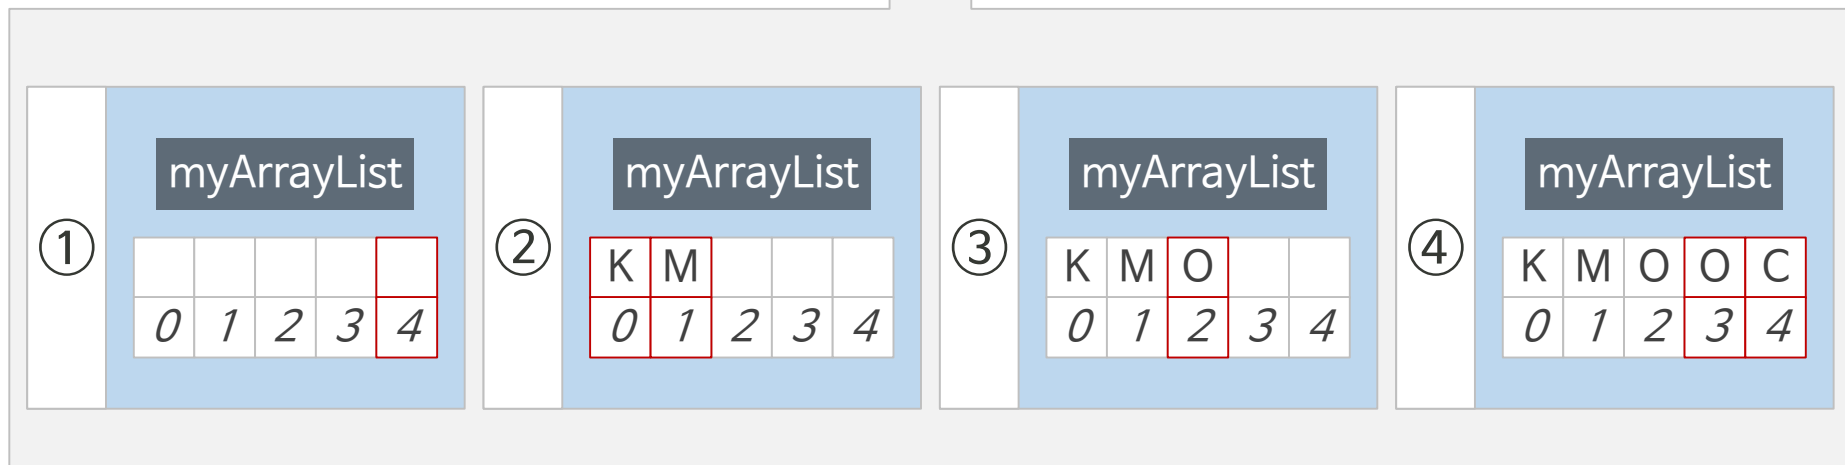 ①
myArrayList
0 1 2 3 4
②
myArrayList
K M
0 1 2 3 4
③
myArrayList
K M O
0 1 2 3 4
④
myArrayList
K M O O C
0 1 2 3 4